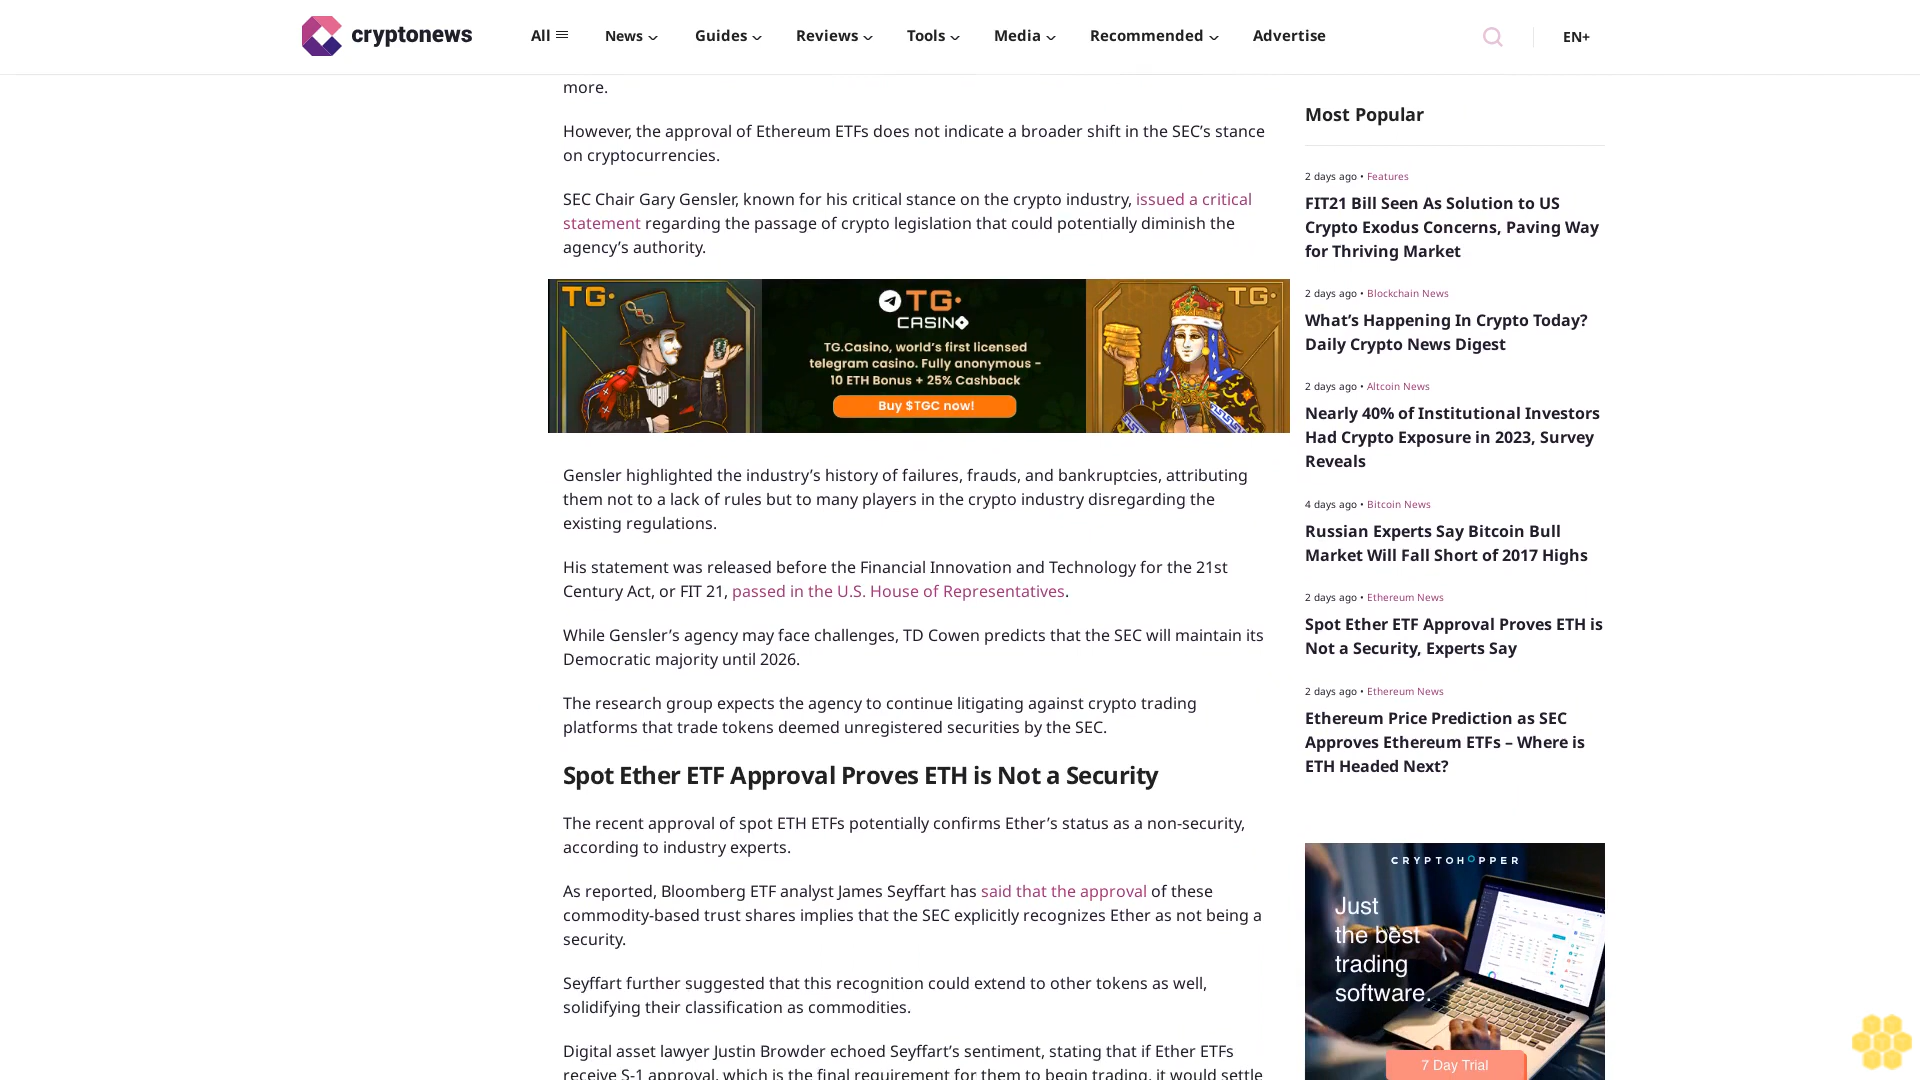 cryptonews
All
News
Guides
Reviews
Tools
Media
Recommended
Advertise
EN+
more.
However, the approval of Ethereum ETFs does not indicate a broader shift in the SEC’s stance
on cryptocurrencies.
SEC Chair Gary Gensler, known for his critical stance on the crypto industry, issued a critical
statement regarding the passage of crypto legislation that could potentially diminish the
agency’s authority.
TG•
TG•
CASINO
TG.Casino, world’s first licensed
telegram casino. Fully anonymous -
10 ETH Bonus + 25% Cashback
Buy $TGC now!
TG•
Gensler highlighted the industry’s history of failures, frauds, and bankruptcies, attributing
them not to a lack of rules but to many players in the crypto industry disregarding the
existing regulations.
His statement was released before the Financial Innovation and Technology for the 21st
Century Act, or FIT 21, passed in the U.S. House of Representatives.
While Gensler’s agency may face challenges, TD Cowen predicts that the SEC will maintain its
Democratic majority until 2026.
The research group expects the agency to continue litigating against crypto trading
platforms that trade tokens deemed unregistered securities by the SEC.
Spot Ether ETF Approval Proves ETH is Not a Security
The recent approval of spot ETH ETFs potentially confirms Ether’s status as a non-security,
according to industry experts.
As reported, Bloomberg ETF analyst James Seyffart has said that the approval of these
commodity-based trust shares implies that the SEC explicitly recognizes Ether as not being a
security.
Seyffart further suggested that this recognition could extend to other tokens as well,
solidifying their classification as commodities.
Digital asset lawyer Justin Browder echoed Seyffart’s sentiment, stating that if Ether ETFs
receive S-1 approval, which is the final requirement for them to begin trading, it would settle
Most Popular
2 days ago • Features
FIT21 Bill Seen As Solution to US
Crypto Exodus Concerns, Paving Way
for Thriving Market
2 days ago • Blockchain News
What’s Happening In Crypto Today?
Daily Crypto News Digest
2 days ago • Altcoin News
Nearly 40% of Institutional Investors
Had Crypto Exposure in 2023, Survey
Reveals
4 days ago • Bitcoin News
Russian Experts Say Bitcoin Bull
Market Will Fall Short of 2017 Highs
2 days ago • Ethereum News
Spot Ether ETF Approval Proves ETH is
Not a Security, Experts Say
2 days ago • Ethereum News
Ethereum Price Prediction as SEC
Approves Ethereum ETFs – Where is
ETH Headed Next?
CRYPTOHOPPER
Just
the best
trading
software.
7 Day Trial